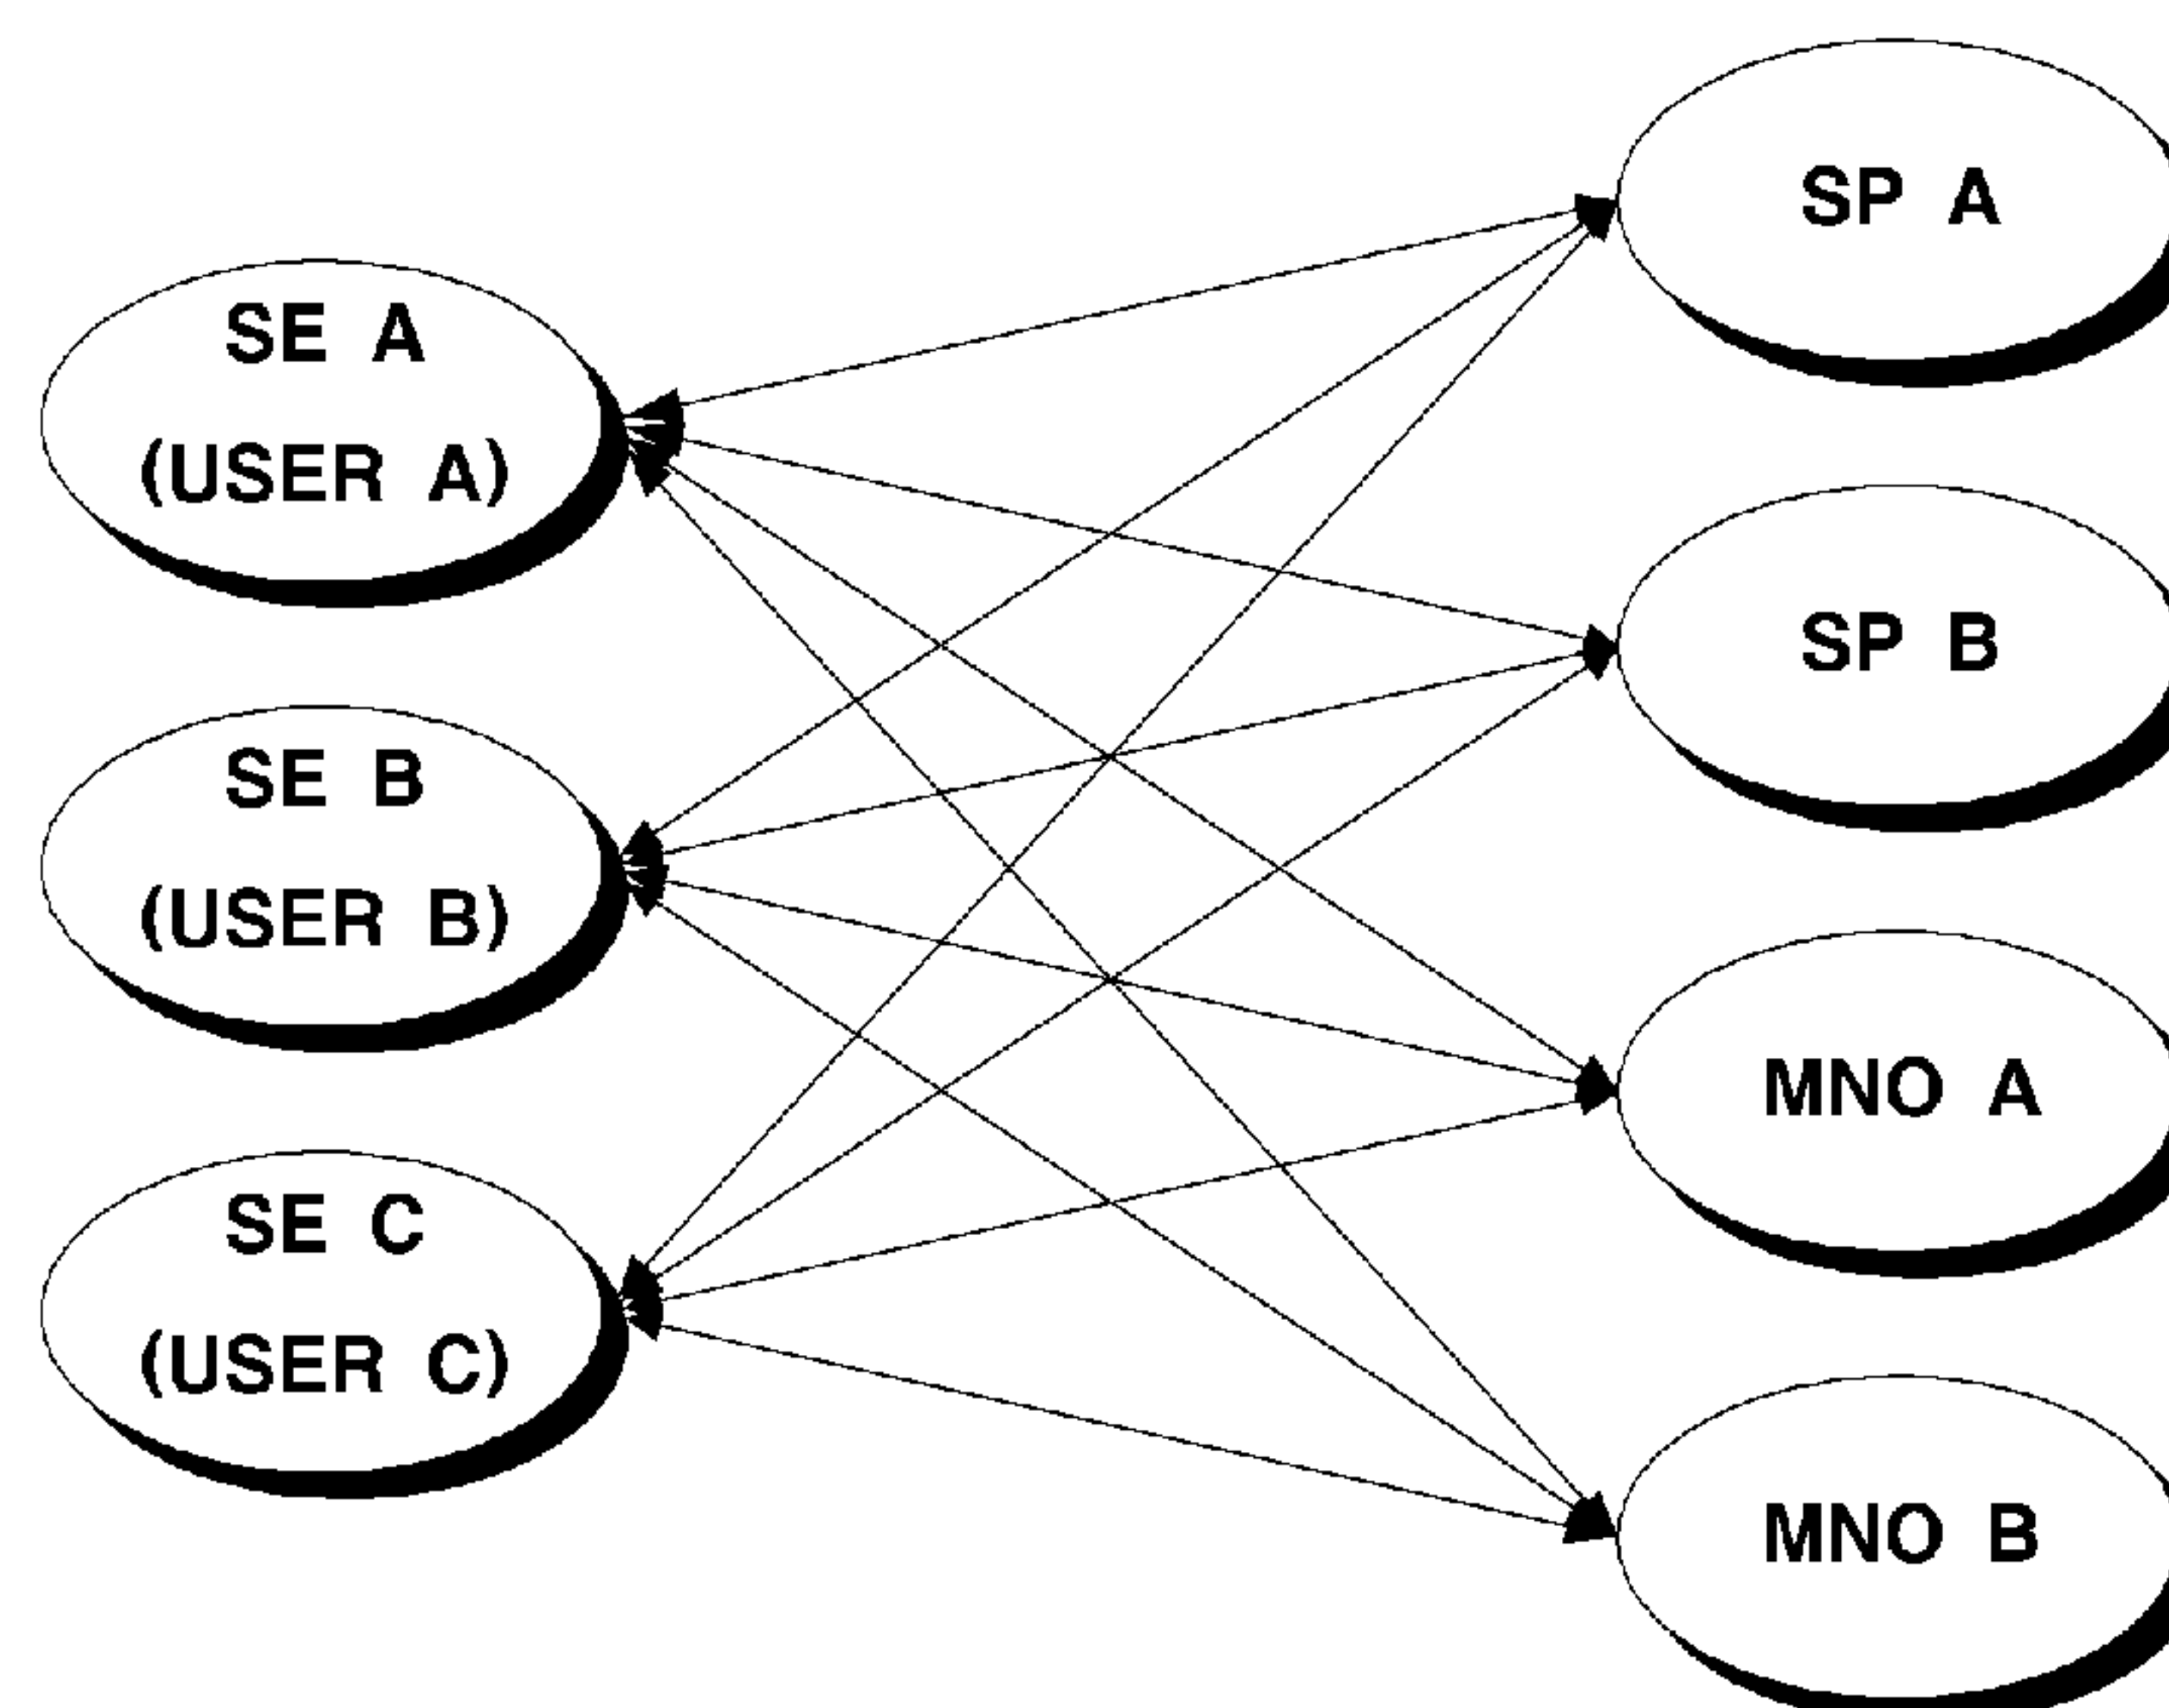 SP A
SE A
(USER A)
SP B
SE B
(USER B)
MNO A
SE C
(USER C)
MNO B